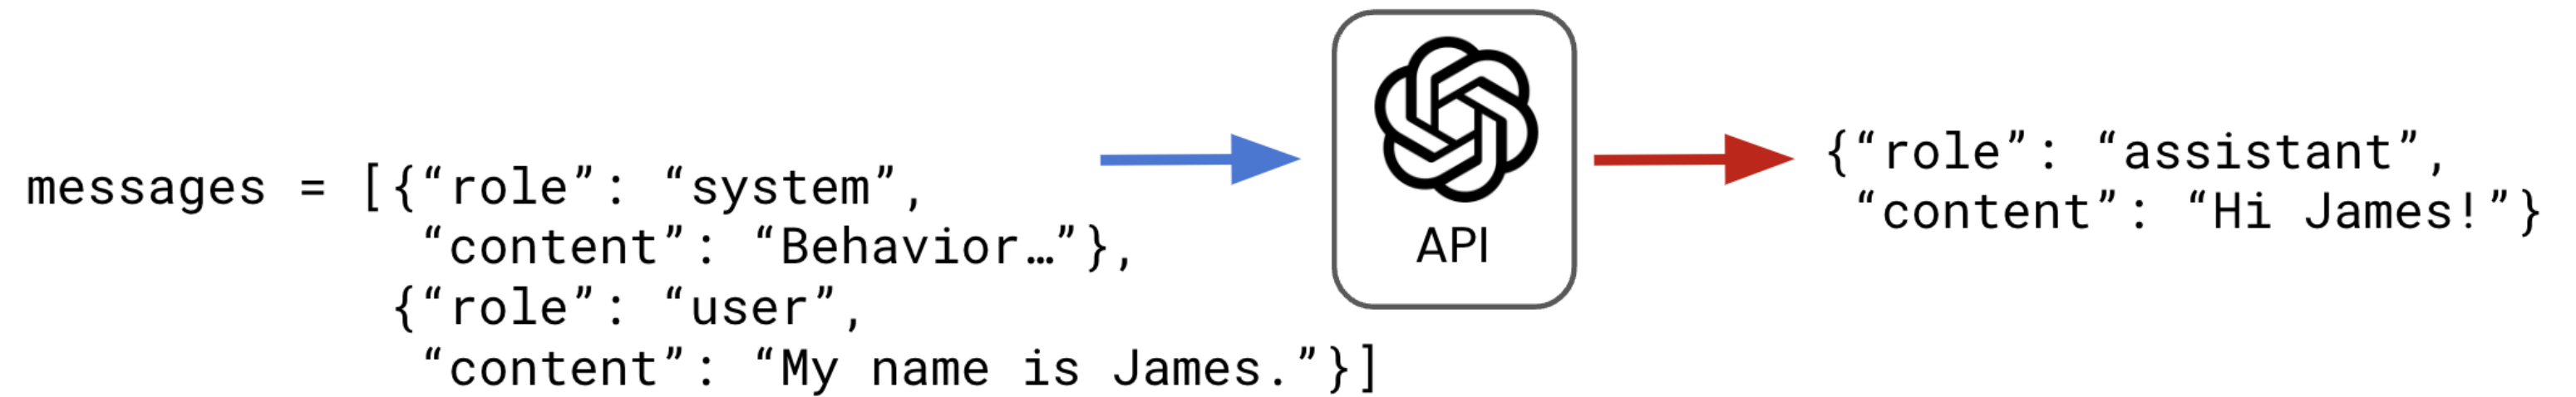 messages = [{“role”: “system”,
“content”: “Behavior…”},
{“role”: “user”,
“content”: “My name is James.”}]
API
{“role”: “assistant”,
“content”: “Hi James!”}